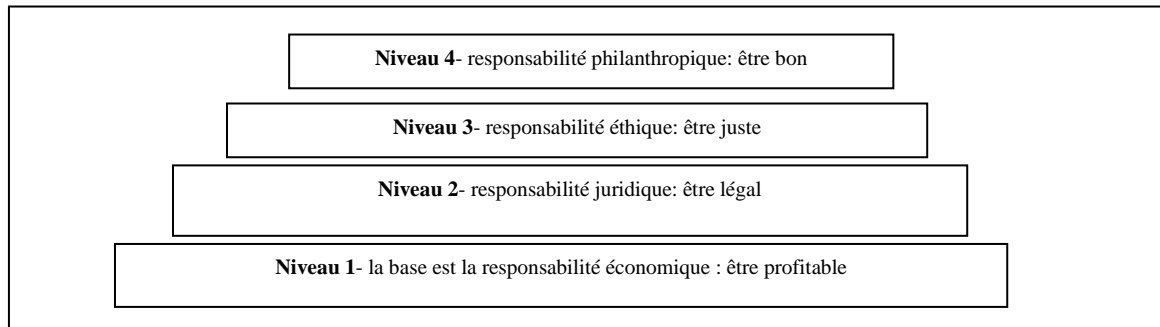 Niveau 4- responsabilité philanthropique: être bon
Niveau 3- responsabilité éthique: être juste
Niveau 2- responsabilité juridique: être légal
Niveau 1- la base est la responsabilité économique : être profitable